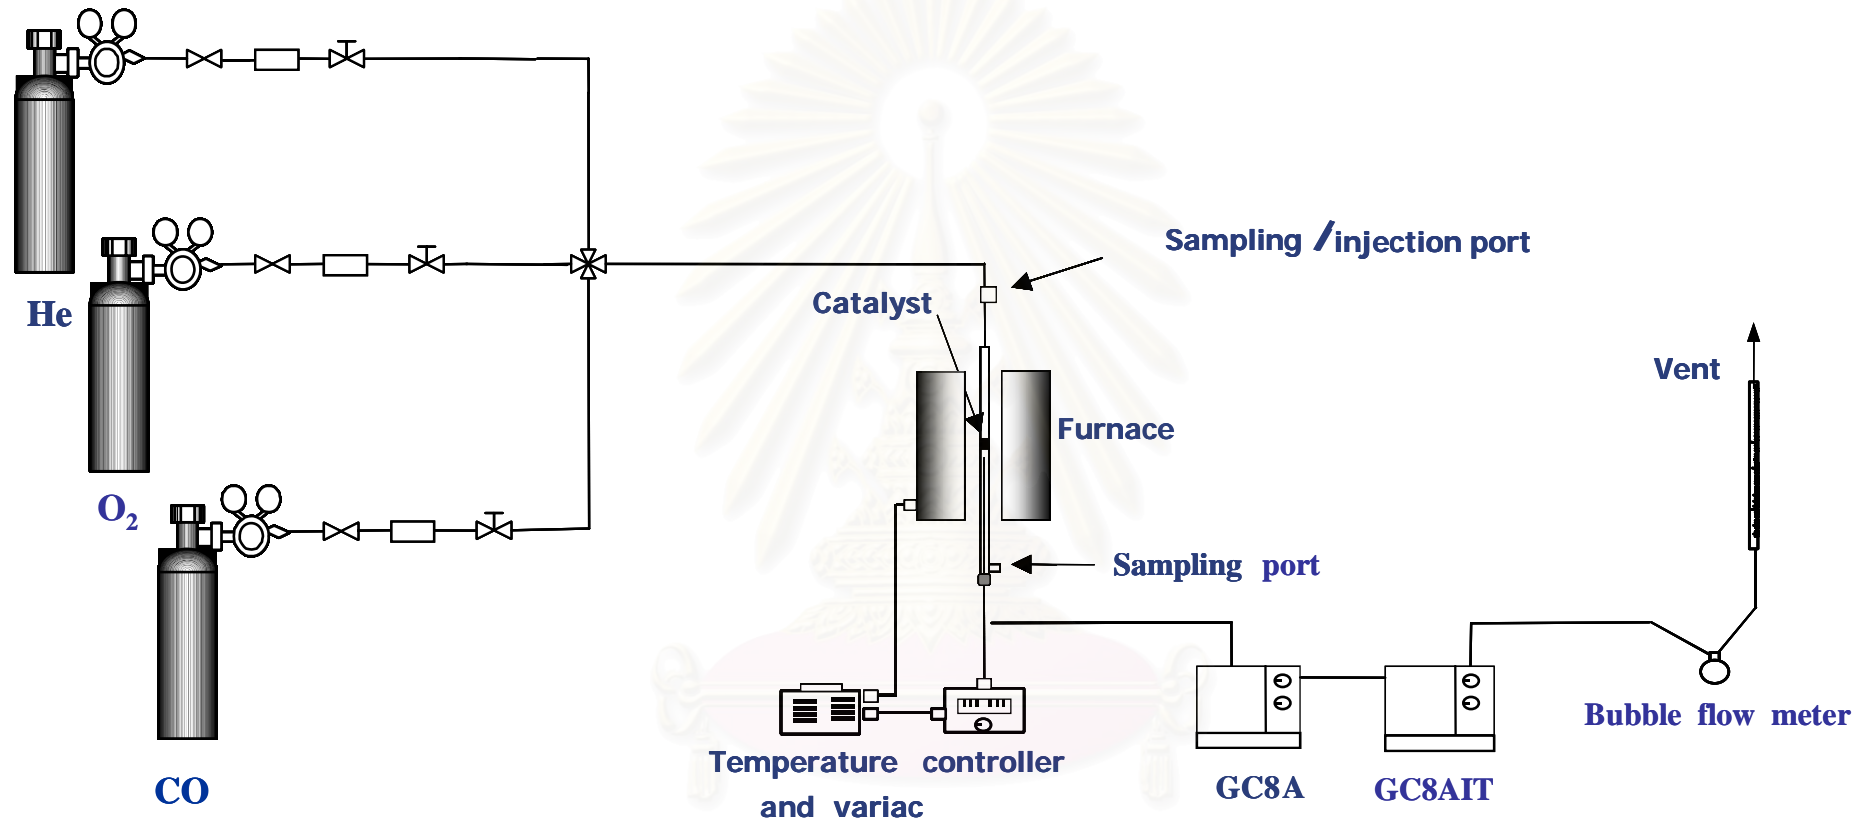 Sampling /injection port
Catalyst
He
Vent
Furnace
O2
Sampling port
Bubble flow meter
Temperature controller
and variac
GC8A
GC8AIT
CO